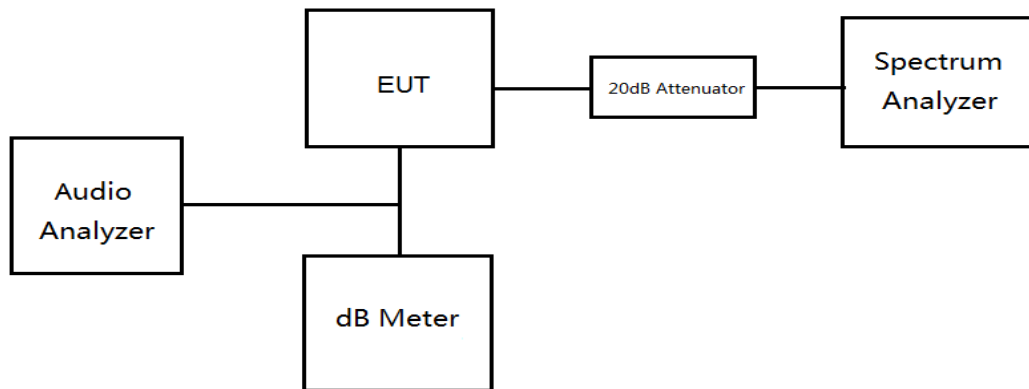 EUT
20dB Attenuator
Spectrum
Analyzer
Audio
Analyzer
dB Meter